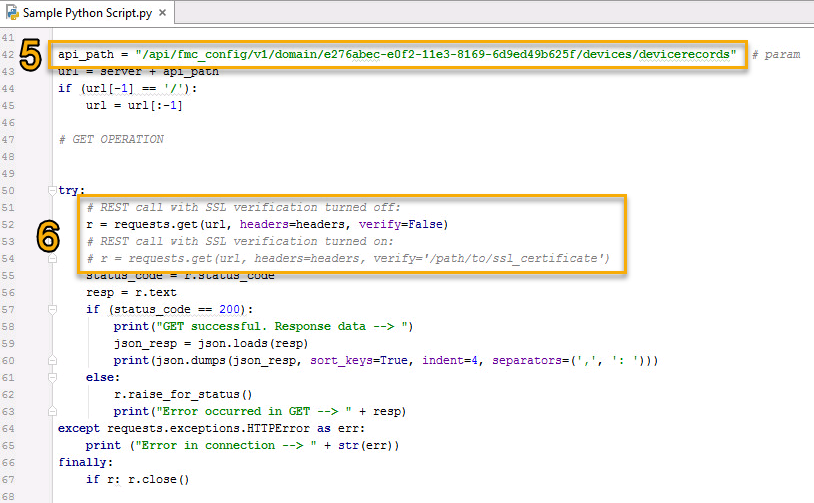 Sample Python Script.py ×
41
5
42 api_path = "/api/fmc_config/v1/domain/e276abec-e0f2-11e3-8169-6d9ed49b625f/devices/devicerecords" # param
43 url = server + api_path
44 if (url[-1] == '/'):
45 url = url[:-1]
46
47 # GET OPERATION
48
49
50 try:
51 # REST call with SSL verification turned off:
52 r = requests.get(url, headers=headers, verify=False)
6
53 # REST call with SSL verification turned on:
54 # r = requests.get(url, headers=headers, verify='/path/to/ssl_certificate')
55 status_code = r.status_code
56 resp = r.text
57 if (status_code == 200):
58 print("GET successful. Response data --> ")
59 json_resp = json.loads(resp)
60 print(json.dumps(json_resp, sort_keys=True, indent=4, separators=(',', ': ')))
61 else:
62 r.raise_for_status()
63 print("Error occurred in GET --> " + resp)
64 except requests.exceptions.HTTPError as err:
65 print ("Error in connection --> " + str(err))
66 finally:
67 if r: r.close()
68